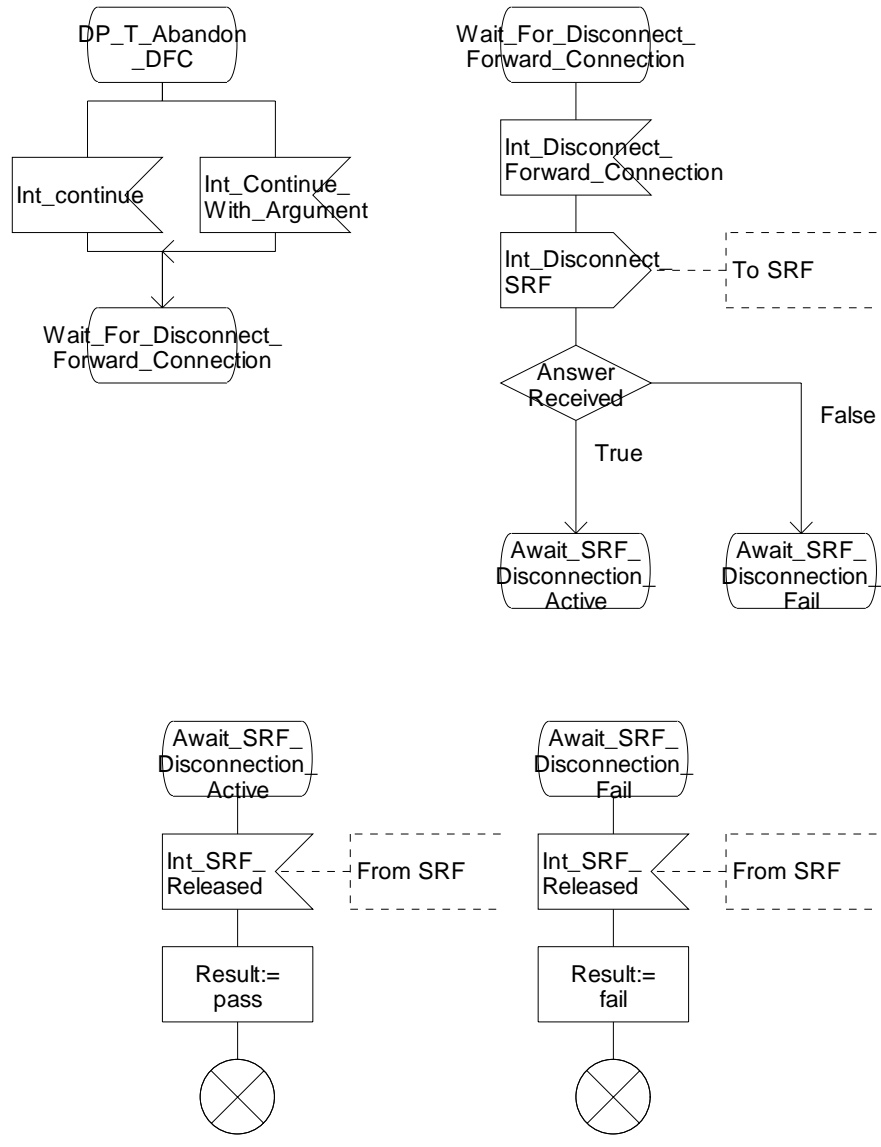 DP_T_Abandon
_DFC
Int_continue
Int_Continue_
With_Argument
Wait_For_Disconnect_
Forward_Connection
Wait_For_Disconnect_
Forward_Connection
Int_Disconnect_
Forward_Connection
Int_Disconnect_
SRF
To SRF
Answer
Received
False
True
Await_SRF_
Disconnection_
Active
Await_SRF_
Disconnection_
Fail
Await_SRF_
Disconnection_
Active
Int_SRF_
Released
From SRF
Result:=
pass
Await_SRF_
Disconnection_
Fail
Int_SRF_
Released
From SRF
Result:=
fail